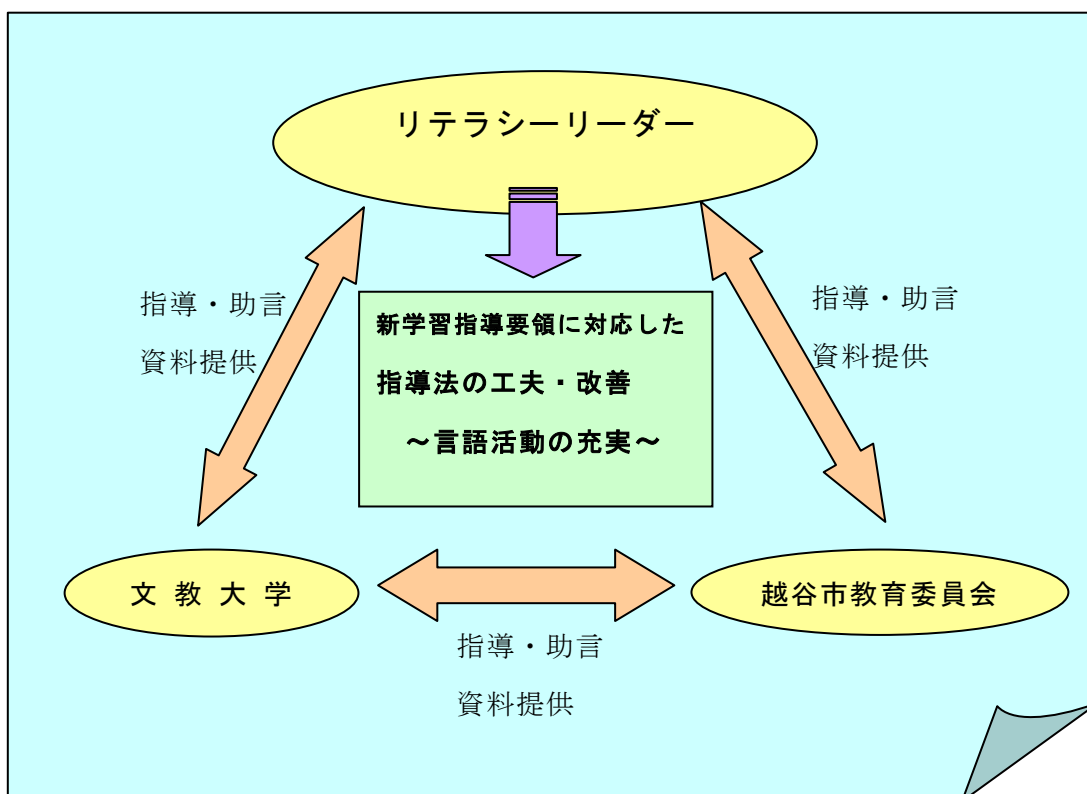 リテラシーリーダー
指導・助言
資料提供
新学習指導要領に対応した
指導法の工夫・改善
～言語活動の充実～
指導・助言
資料提供
文 教 大 学
越谷市教育委員会
指導・助言
資料提供